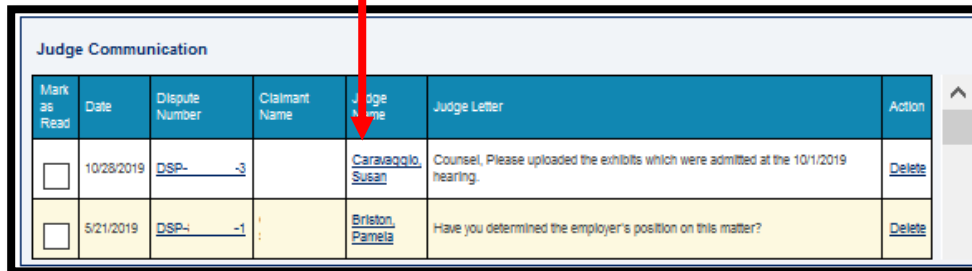 Judge Communication
Mark as Read Date Dispute Number Claimant Name Judge Name Judge Letter Action
10/28/2019 DSP- -3 Caravaggio, Susan Counsel, Please uploaded the exhibits which were admitted at the 10/1/2019 hearing. Delete
5/21/2019 DSP- -1 Briston, Pamela Have you determined the employer's position on this matter? Delete